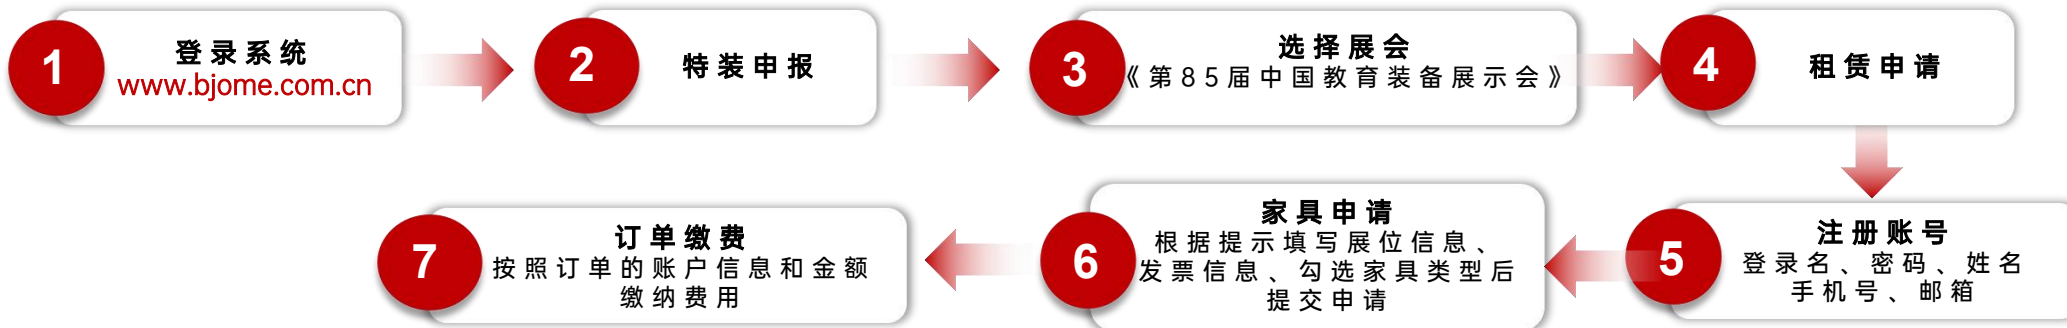 1
登录系统
www.bjome.com.cn
2
特装申报
3
选择展会
《第85届中国教育装备展示会》
4
租赁申请
5
注册账号
登录名、密码、姓名
手机号、邮箱
6
家具申请
根据提示填写展位信息、
发票信息、勾选家具类型后
提交申请
7
订单缴费
按照订单的账户信息和金额
缴纳费用